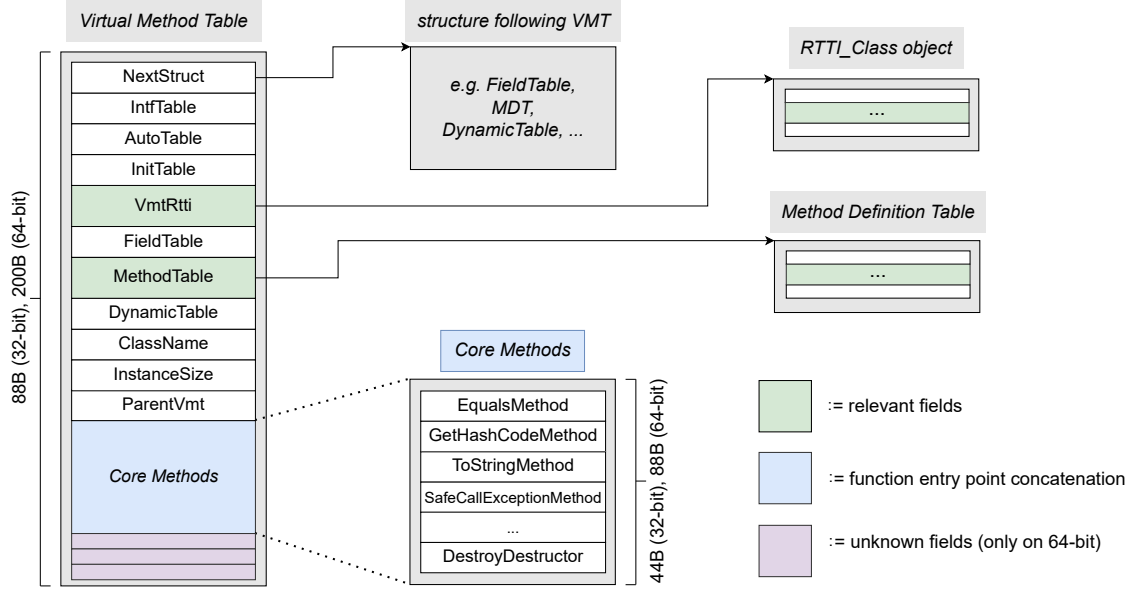 Virtual Method Table
88B (32-bit), 200B (64-bit)
NextStruct
IntfTable
AutoTable
InitTable
VmtRtti
FieldTable
MethodTable
DynamicTable
ClassName
InstanceSize
ParentVmt
Core Methods
structure following VMT
e.g. FieldTable,
MDT,
DynamicTable, ...
RTTI_Class object
...
Method Definition Table
...
Core Methods
EqualsMethod
GetHashCodeMethod
ToStringMethod
SafeCallExceptionMethod
...
DestroyDestructor
44B (32-bit), 88B (64-bit)
:= relevant fields
:= function entry point concatenation
:= unknown fields (only on 64-bit)